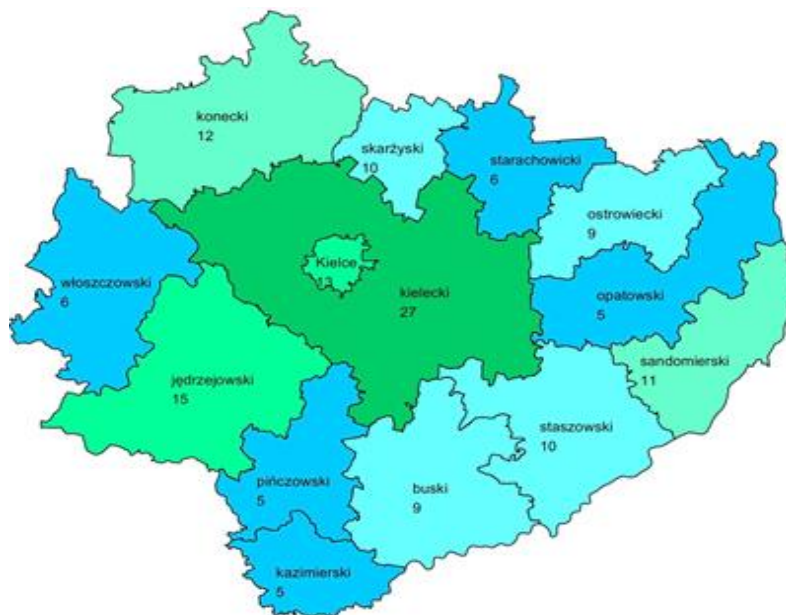 konecki
12
skarżyski
10
starachowicki
6
ostrowiecki
9
Kielce
włoszczowski
6
kielecki
27
opatowski
5
jędrzejowski
15
sandomierski
11
staszowski
10
pińczowski
5
buski
9
kazimierski
5